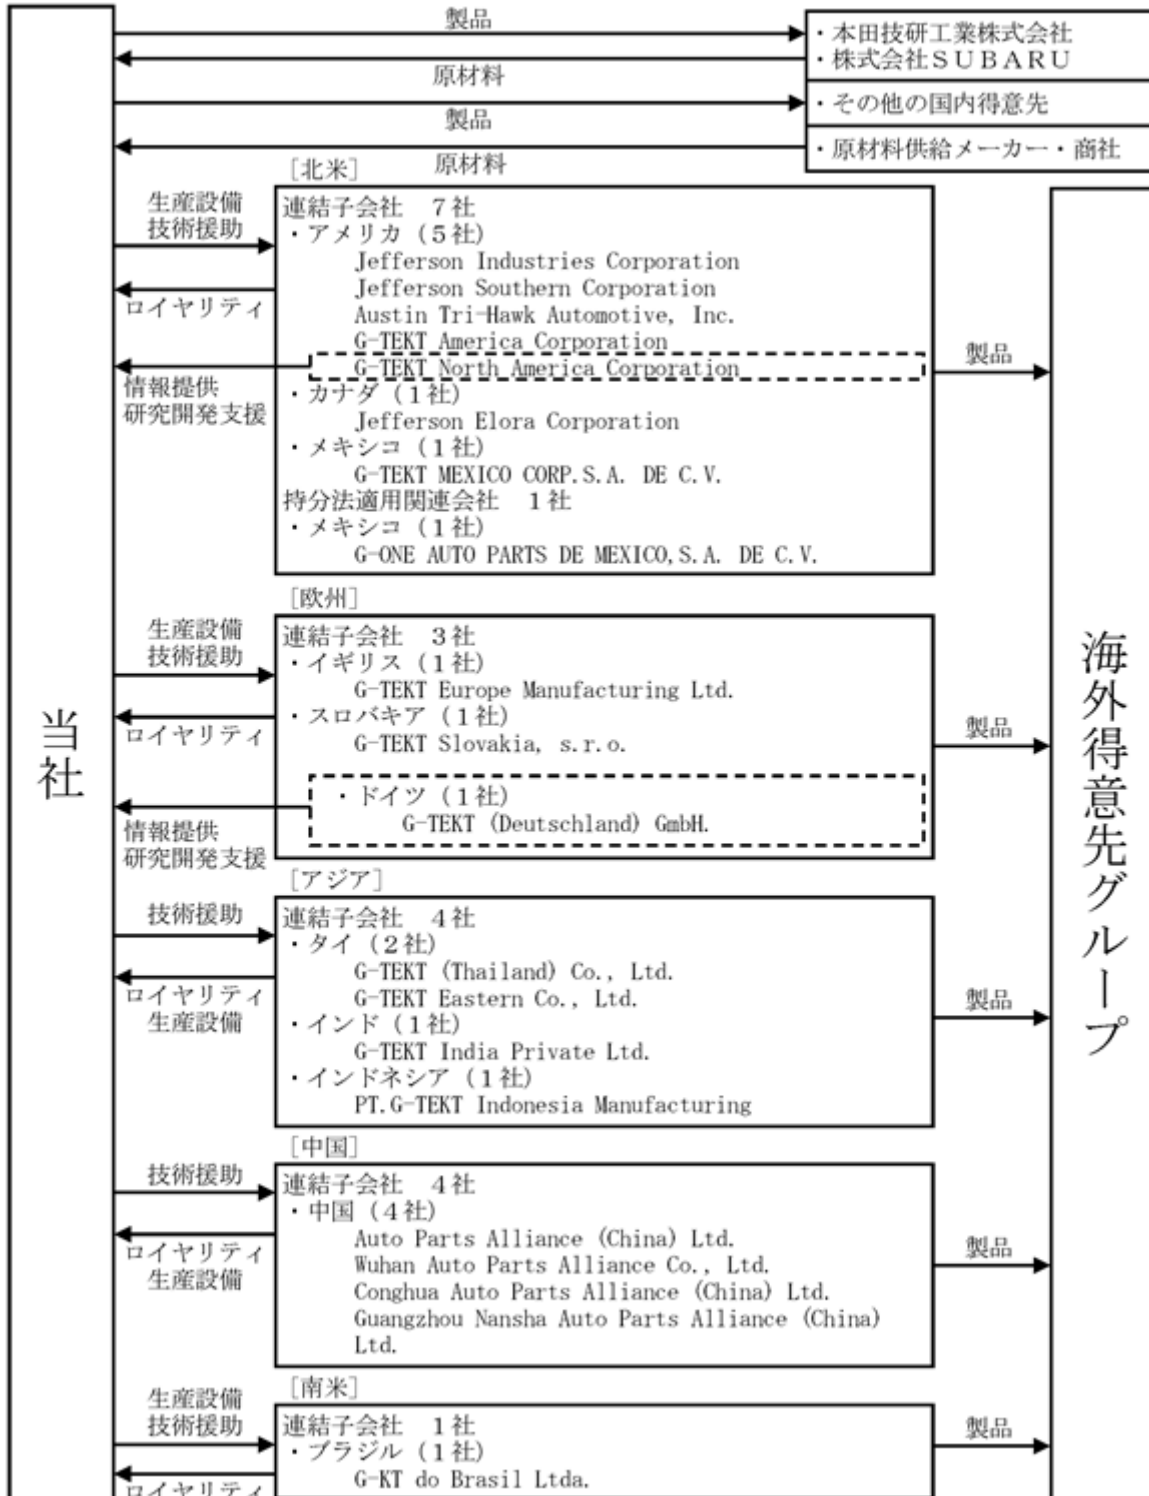 製品
・本田技研工業株式会社
・株式会社SUBARU
原材料
・その他の国内得意先
製品
・原材料供給メーカー・商社
原材料
[北米]
生産設備
技術援助
ロイヤリティ
情報提供
研究開発支援
連結子会社 7社
・アメリカ(5社)
Jefferson Industries Corporation
Jefferson Southern Corporation
Austin Tri-Hawk Automotive, Inc.
G-TEKT America Corporation
G-TEKT North America Corporation
・カナダ(1社)
Jefferson Elora Corporation
・メキシコ(1社)
G-TEKT MEXICO CORP.S.A. DE C.V.
持分法適用関連会社 1社
・メキシコ(1社)
G-ONE AUTO PARTS DE MEXICO,S.A. DE C.V.
製品
[欧州]
生産設備
技術援助
ロイヤリティ
情報提供
研究開発支援
連結子会社 3社
・イギリス(1社)
G-TEKT Europe Manufacturing Ltd.
・スロバキア(1社)
G-TEKT Slovakia, s.r.o.
・ドイツ(1社)
G-TEKT (Deutschland) GmbH.
製品
当社
海外得意先グループ
[アジア]
技術援助
ロイヤリティ
生産設備
連結子会社 4社
・タイ(2社)
G-TEKT (Thailand) Co., Ltd.
G-TEKT Eastern Co., Ltd.
・インド(1社)
G-TEKT India Private Ltd.
・インドネシア(1社)
PT.G-TEKT Indonesia Manufacturing
製品
[中国]
技術援助
ロイヤリティ
生産設備
連結子会社 4社
・中国(4社)
Auto Parts Alliance (China) Ltd.
Wuhan Auto Parts Alliance Co., Ltd.
Conghua Auto Parts Alliance (China) Ltd.
Guangzhou Nansha Auto Parts Alliance (China)
Ltd.
製品
[南米]
生産設備
技術援助
ロイヤリティ
連結子会社 1社
・ブラジル(1社)
G-KT do Brasil Ltda.
製品